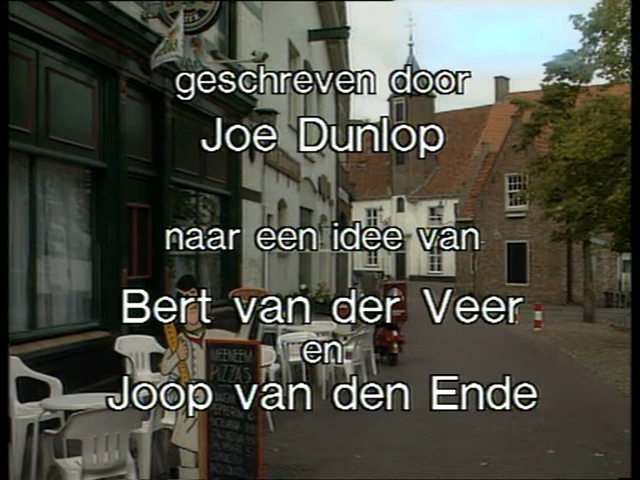 geschreven door
Joe Dunlop
naar een idee van
Bert van der Veer
en
Joop van den Ende
MEENEEM
PIZZA'S